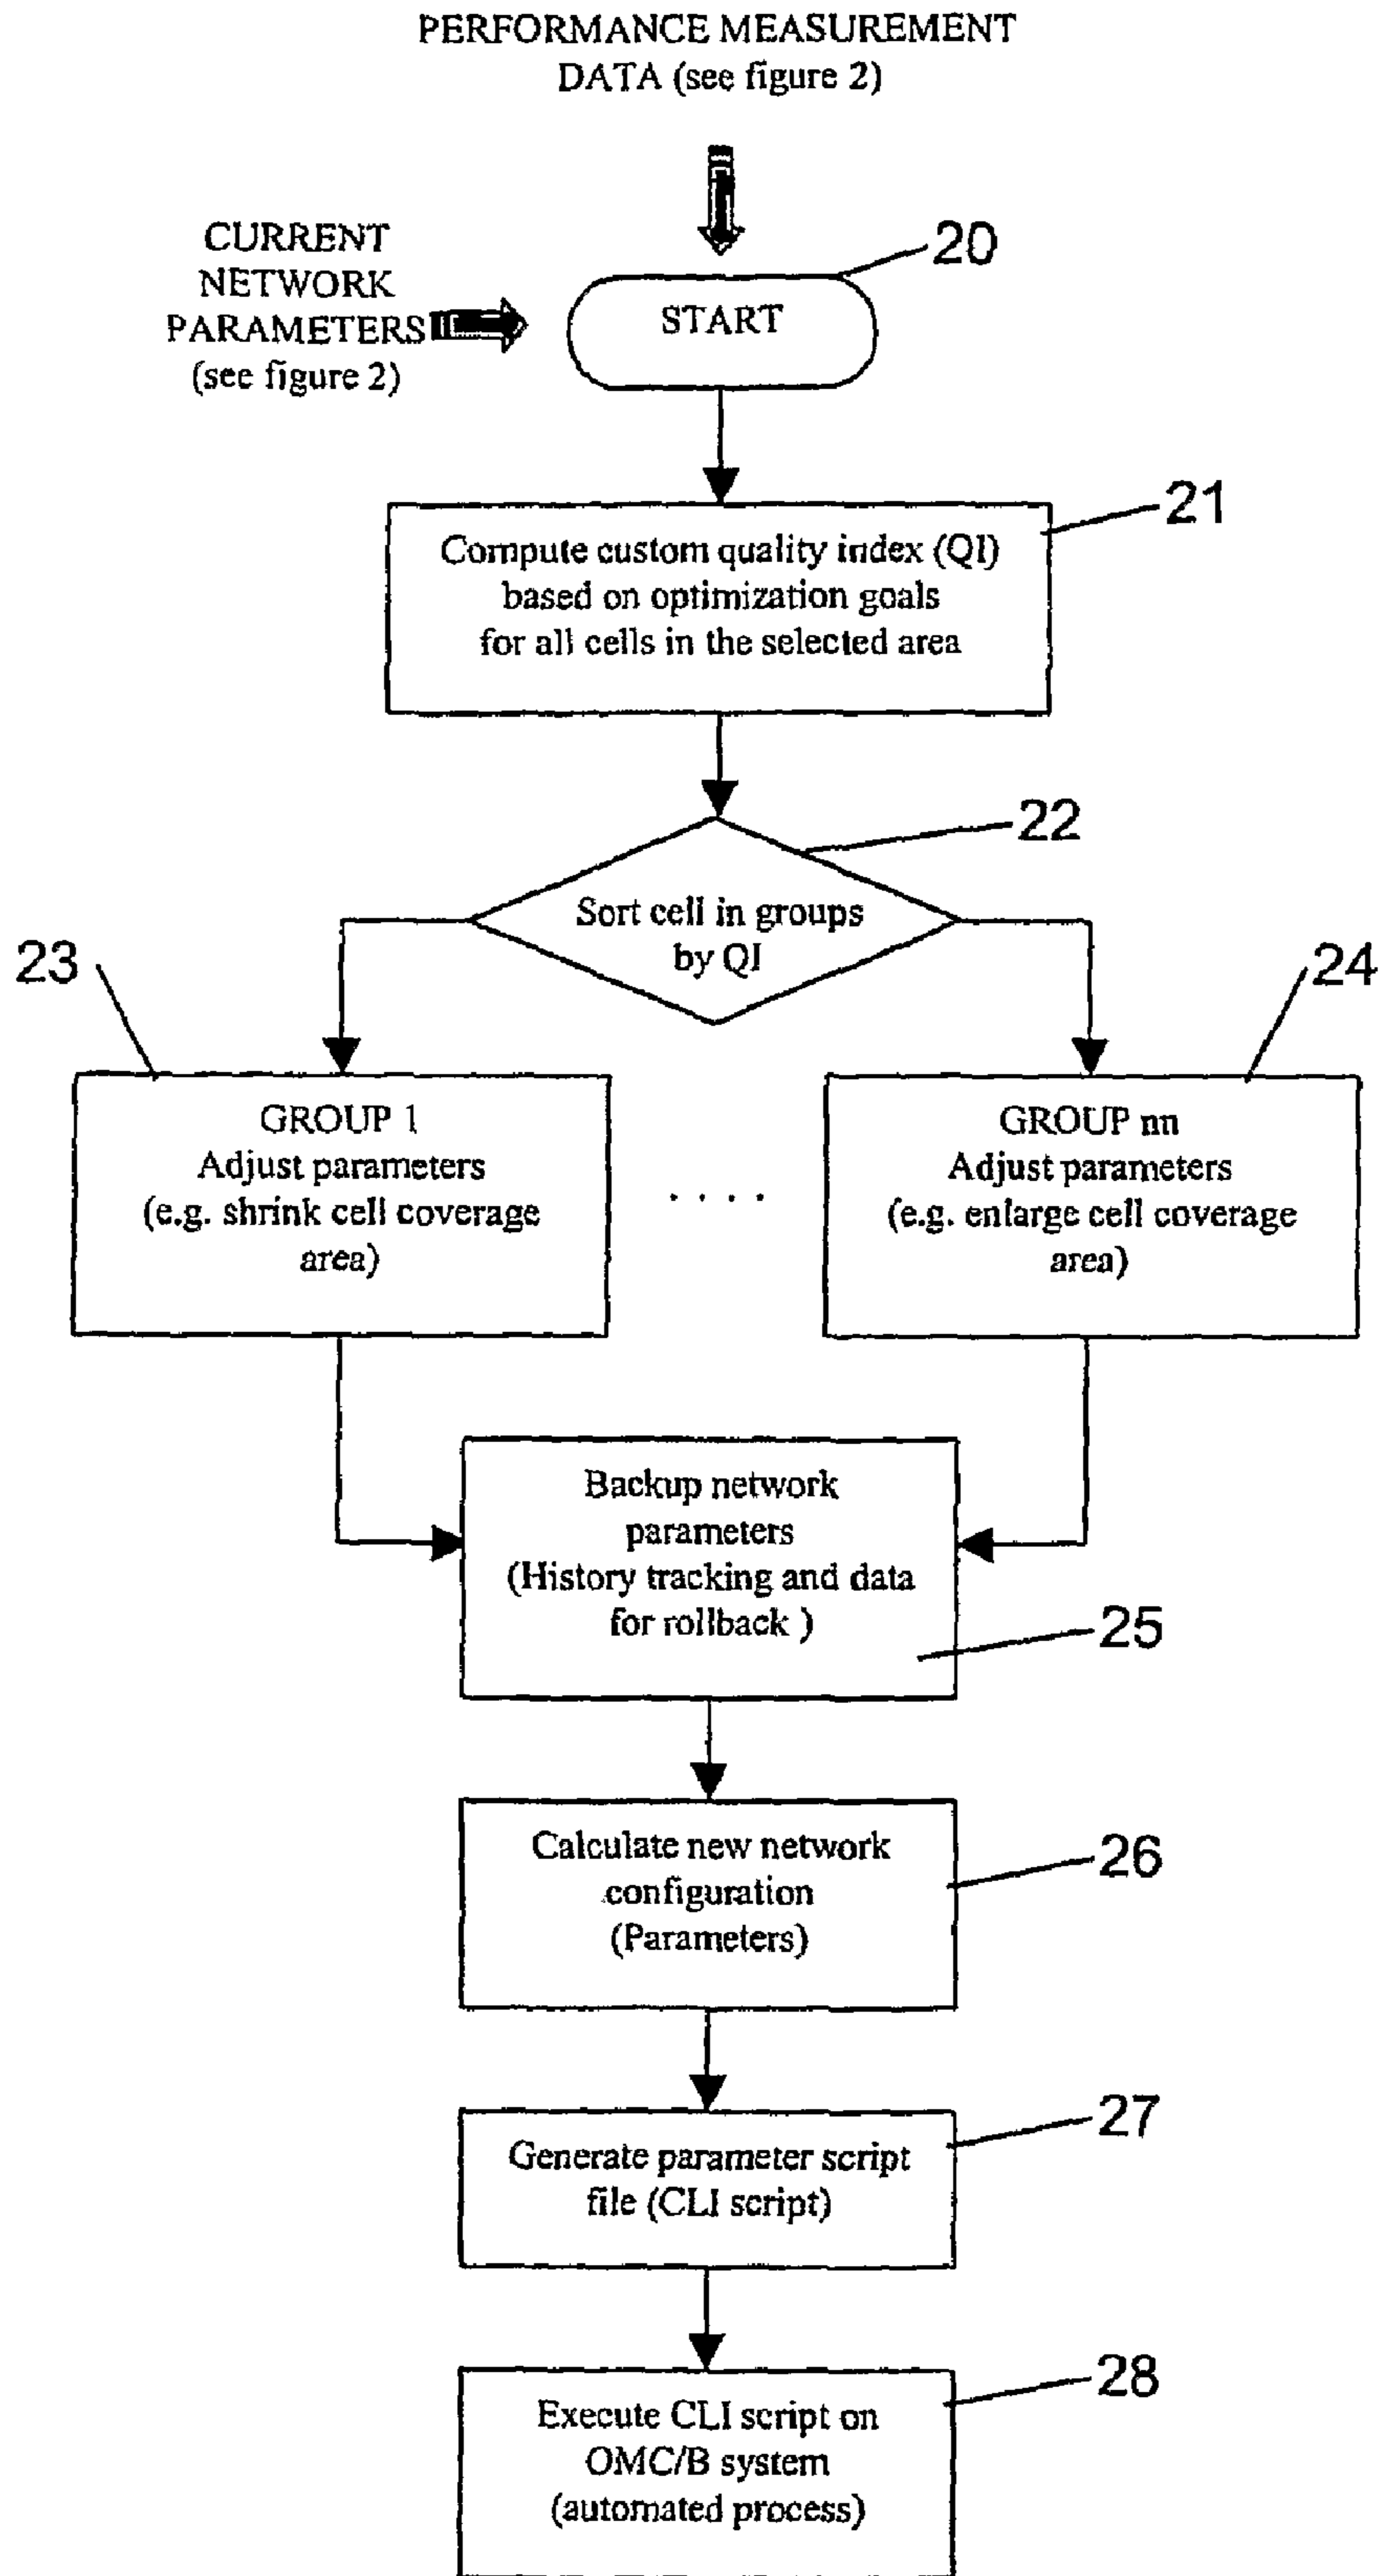 PERFORMANCE MEASUREMENT
DATA (see figure 2)
CURRENT
NETWORK
PARAMETERS
(see figure 2)
20
START
21
Compute custom quality index (QI)
based on optimization goals
for all cells in the selected area
22
Sort cell in groups
by QI
23
24
GROUP 1
Adjust parameters
(e.g. shrink cell coverage
area)
. . . .
GROUP nn
Adjust parameters
(e.g. enlarge cell coverage
area)
Backup network
parameters
(History tracking and data
for rollback )
25
Calculate new network
configuration
(Parameters)
26
Generate parameter script
file (CLI script)
27
Execute CLI script on
OMC/B system
(automated process)
28